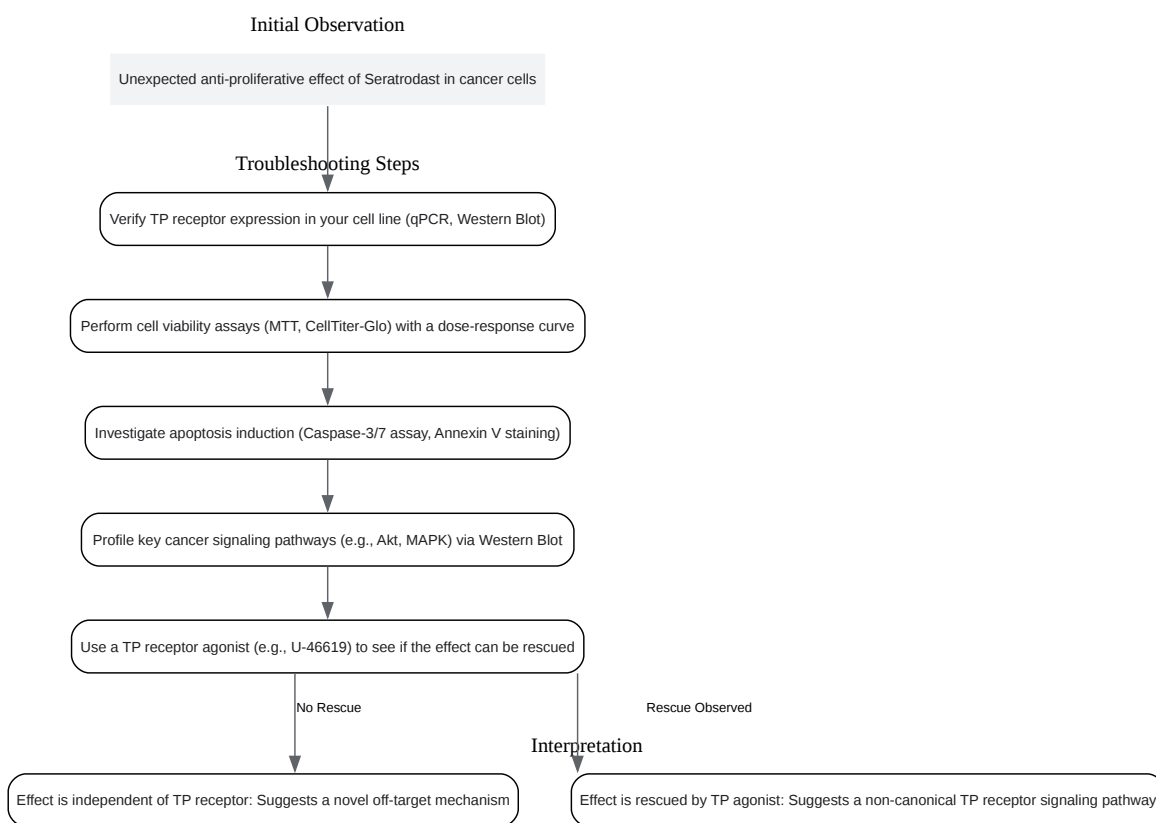 Initial Observation
Unexpected anti-proliferative effect of Seratrodast in cancer cells
Troubleshooting Steps
Verify TP receptor expression in your cell line (qPCR, Western Blot)
Perform cell viability assays (MTT, CellTiter-Glo) with a dose-response curve
Investigate apoptosis induction (Caspase-3/7 assay, Annexin V staining)
Profile key cancer signaling pathways (e.g., Akt, MAPK) via Western Blot
Use a TP receptor agonist (e.g., U-46619) to see if the effect can be rescued
No Rescue
Rescue Observed
Interpretation
Effect is independent of TP receptor: Suggests a novel off-target mechanism
Effect is rescued by TP agonist: Suggests a non-canonical TP receptor signaling pathway